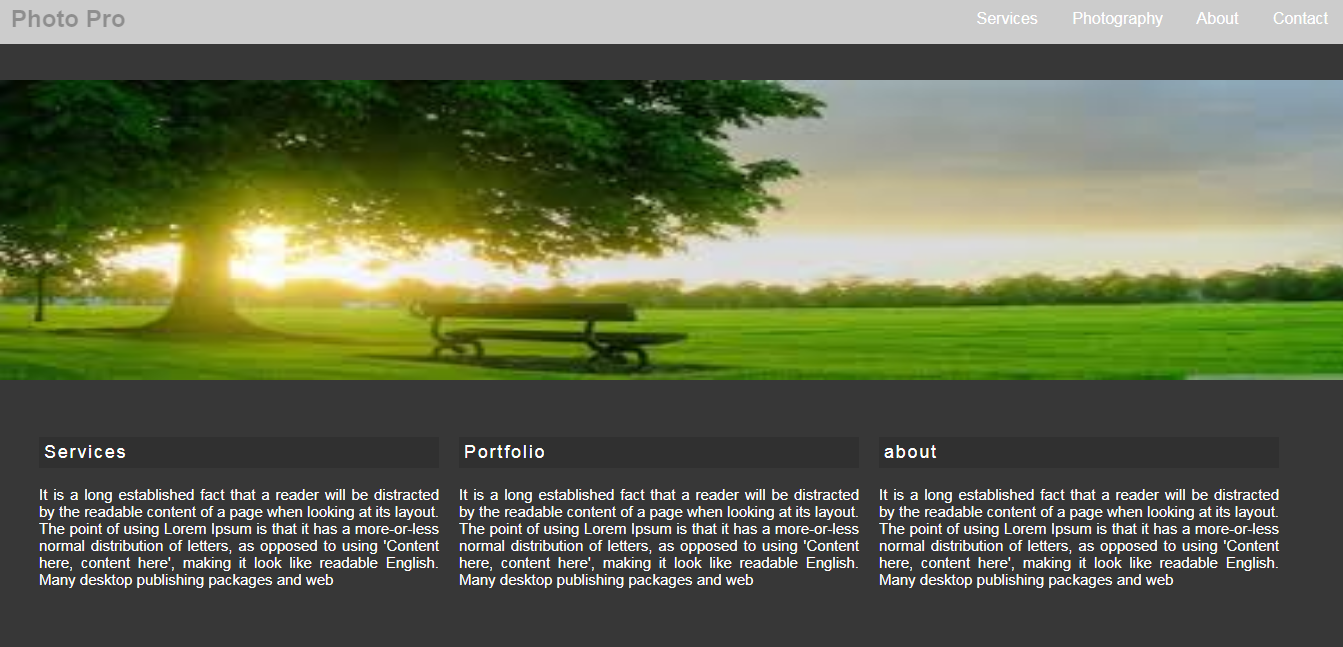 Photo Pro
Services Photography About Contact
Services
It is a long established fact that a reader will be distracted
by the readable content of a page when looking at its layout.
The point of using Lorem Ipsum is that it has a more-or-less
normal distribution of letters, as opposed to using 'Content
here, content here', making it look like readable English.
Many desktop publishing packages and web
Portfolio
It is a long established fact that a reader will be distracted
by the readable content of a page when looking at its layout.
The point of using Lorem Ipsum is that it has a more-or-less
normal distribution of letters, as opposed to using 'Content
here, content here', making it look like readable English.
Many desktop publishing packages and web
about
It is a long established fact that a reader will be distracted
by the readable content of a page when looking at its layout.
The point of using Lorem Ipsum is that it has a more-or-less
normal distribution of letters, as opposed to using 'Content
here, content here', making it look like readable English.
Many desktop publishing packages and web